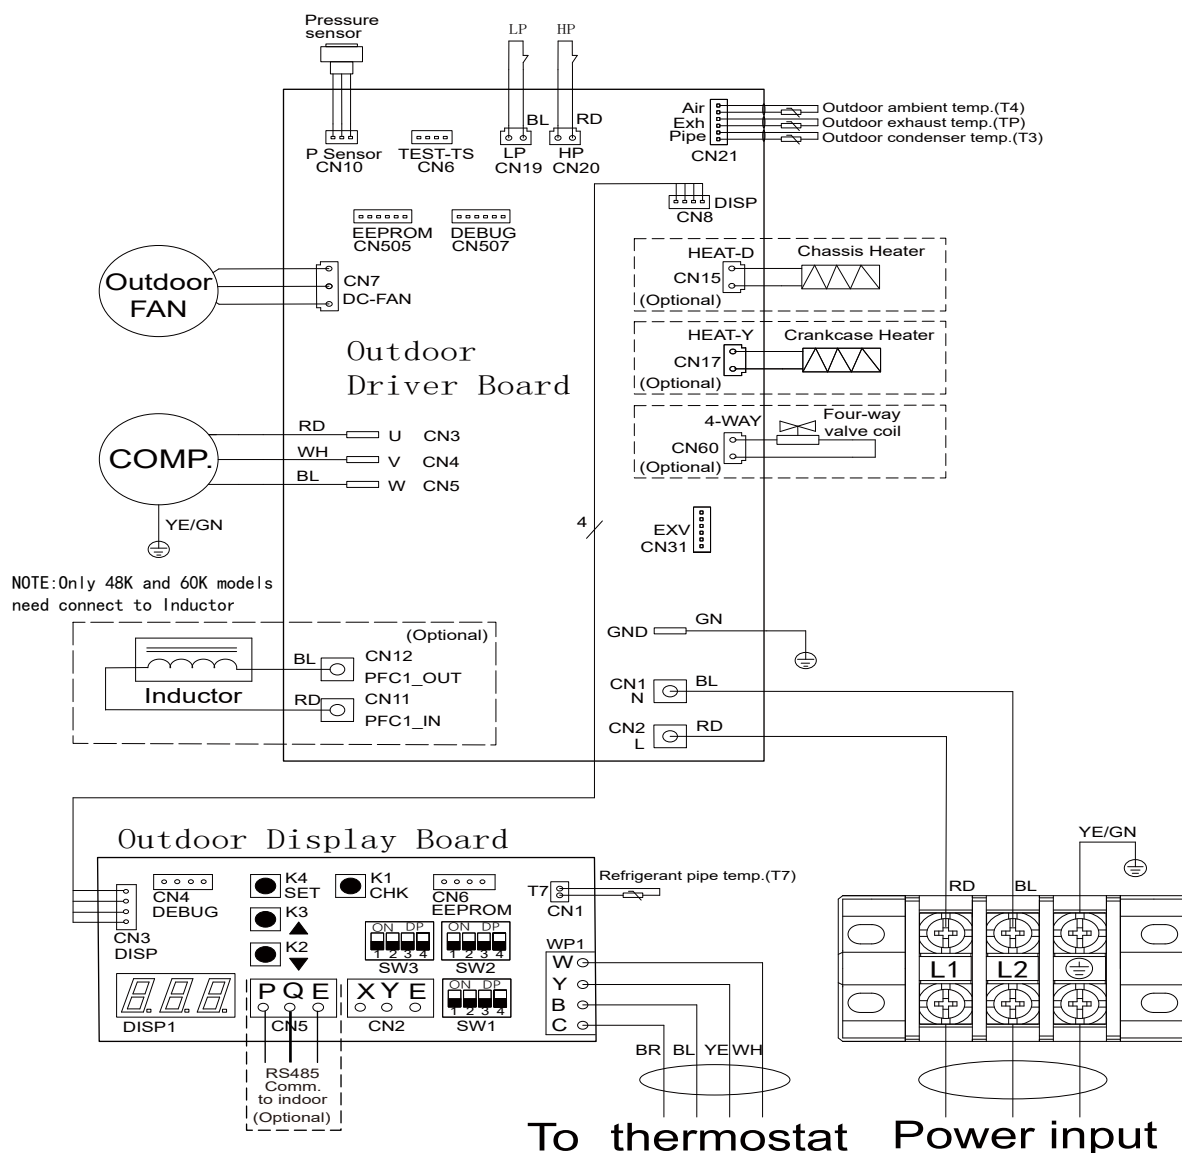 Pressure
sensor
LP
HP
BL
RD
P Sensor
CN10
TEST-TS
CN6
LP
CN19
HP
CN20
Air
Exh
Pipe
CN21
Outdoor ambient temp.(T4)
Outdoor exhaust temp.(TP)
Outdoor condenser temp.(T3)
DISP
CN8
EEPROM
CN505
DEBUG
CN507
Outdoor
FAN
CN7
DC-FAN
HEAT-D
CN15
(Optional)
Chassis Heater
HEAT-Y
CN17
(Optional)
Crankcase Heater
Outdoor
Driver Board
4-WAY
CN60
(Optional)
Four-way
valve coil
COMP.
RD
WH
BL
U CN3
V CN4
W CN5
YE/GN
4
EXV
CN31
NOTE:Only 48K and 60K models
need connect to Inductor
(Optional)
Inductor
BL
RD
CN12
PFC1_OUT
CN11
PFC1_IN
GND
GN
CN1
N
BL
CN2
L
RD
Outdoor Display Board
CN4
DEBUG
K4
SET
K1
CHK
K3
K2
CN6
EEPROM
T7
CN1
Refrigerant pipe temp.(T7)
CN3
DISP
ON DP
1 2 3 4
SW3
ON DP
1 2 3 4
SW2
ON DP
1 2 3 4
SW1
DISP1
8.8.8.
P Q E
CN5
X Y E
CN2
WP1
W
Y
B
C
RS485
Comm.
to indoor
(Optional)
BR BL YE WH
To thermostat
YE/GN
RD
BL
L1
L2
Power input